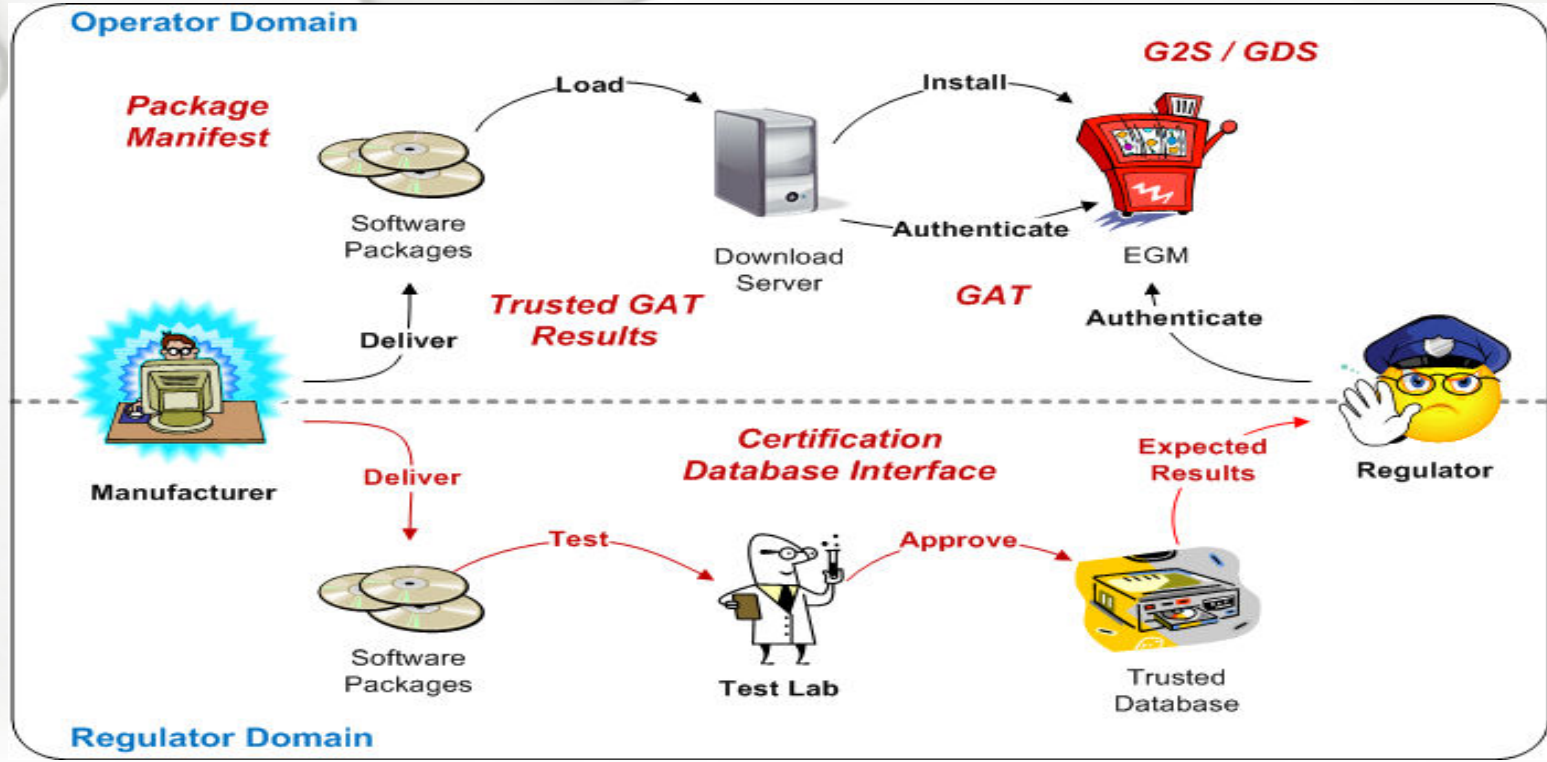 Operator Domain
G2S / GDS
Package
Manifest
Load
Install
Software
Packages
Authenticate
Download
Server
EGM
Trusted GAT
Results
GAT
Deliver
Authenticate
Manufacturer
Deliver
Certification
Database Interface
Expected
Results
Regulator
Test
Approve
Software
Packages
Test Lab
Trusted
Database
Regulator Domain